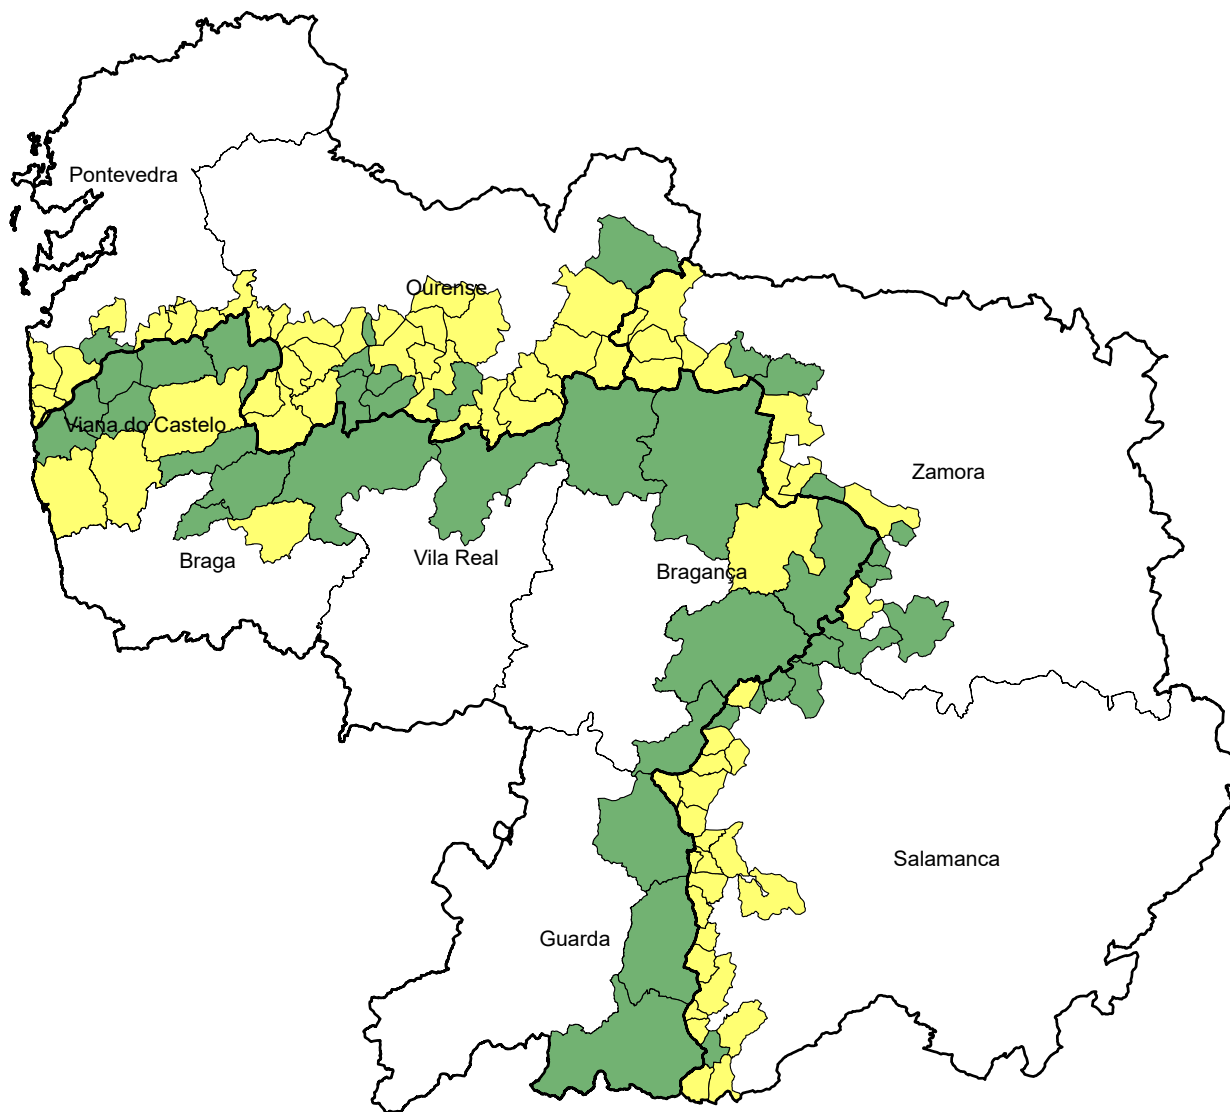 Pontevedra
Ourense
Viana do Castelo
Zamora
Braga
Vila Real
Bragança
Salamanca
Guarda